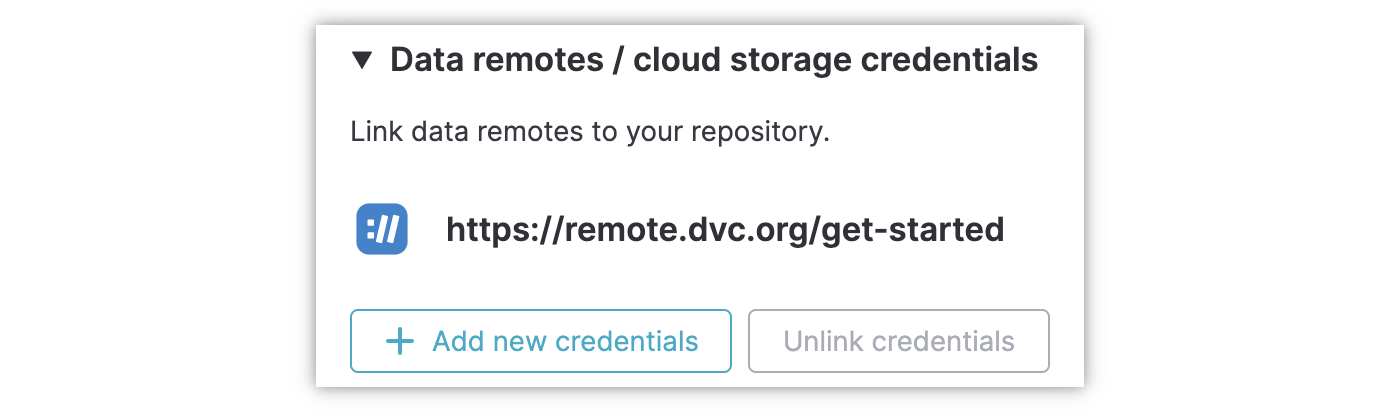 Data remotes / cloud storage credentials
Link data remotes to your repository.
://
https://remote.dvc.org/get-started
Add new credentials
Unlink credentials